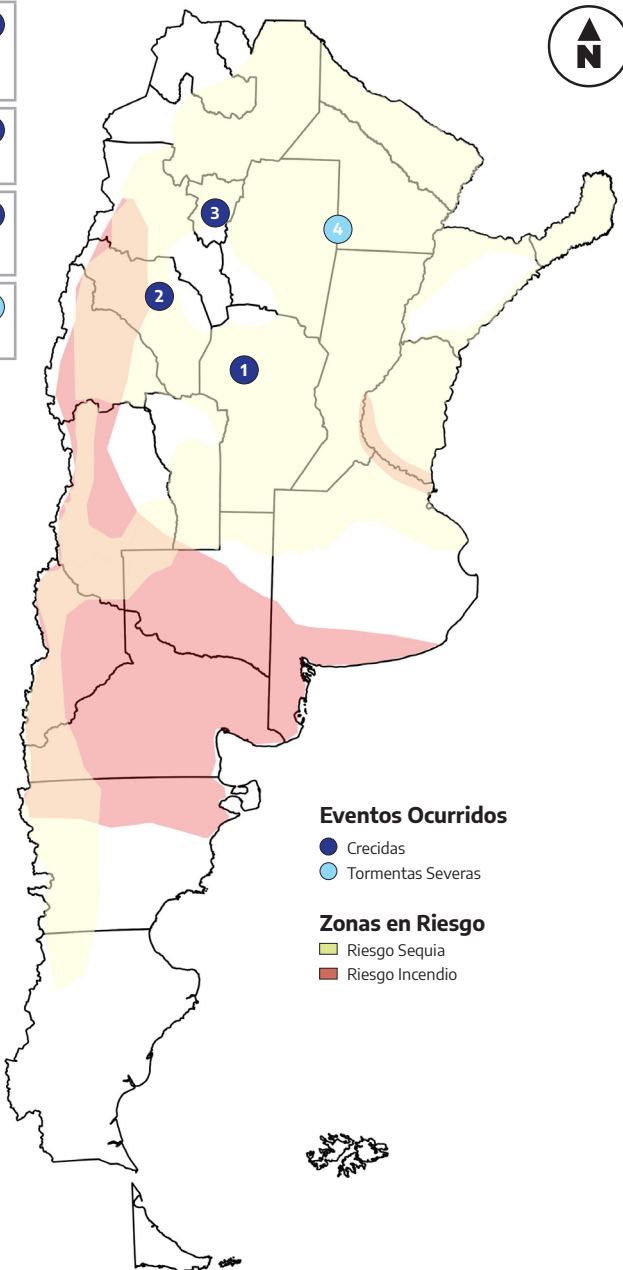 N
3
4
2
1
Eventos Ocurridos
Crecidas
Tormentas Severas
Zonas en Riesgo
Riesgo Sequia
Riesgo Incendio